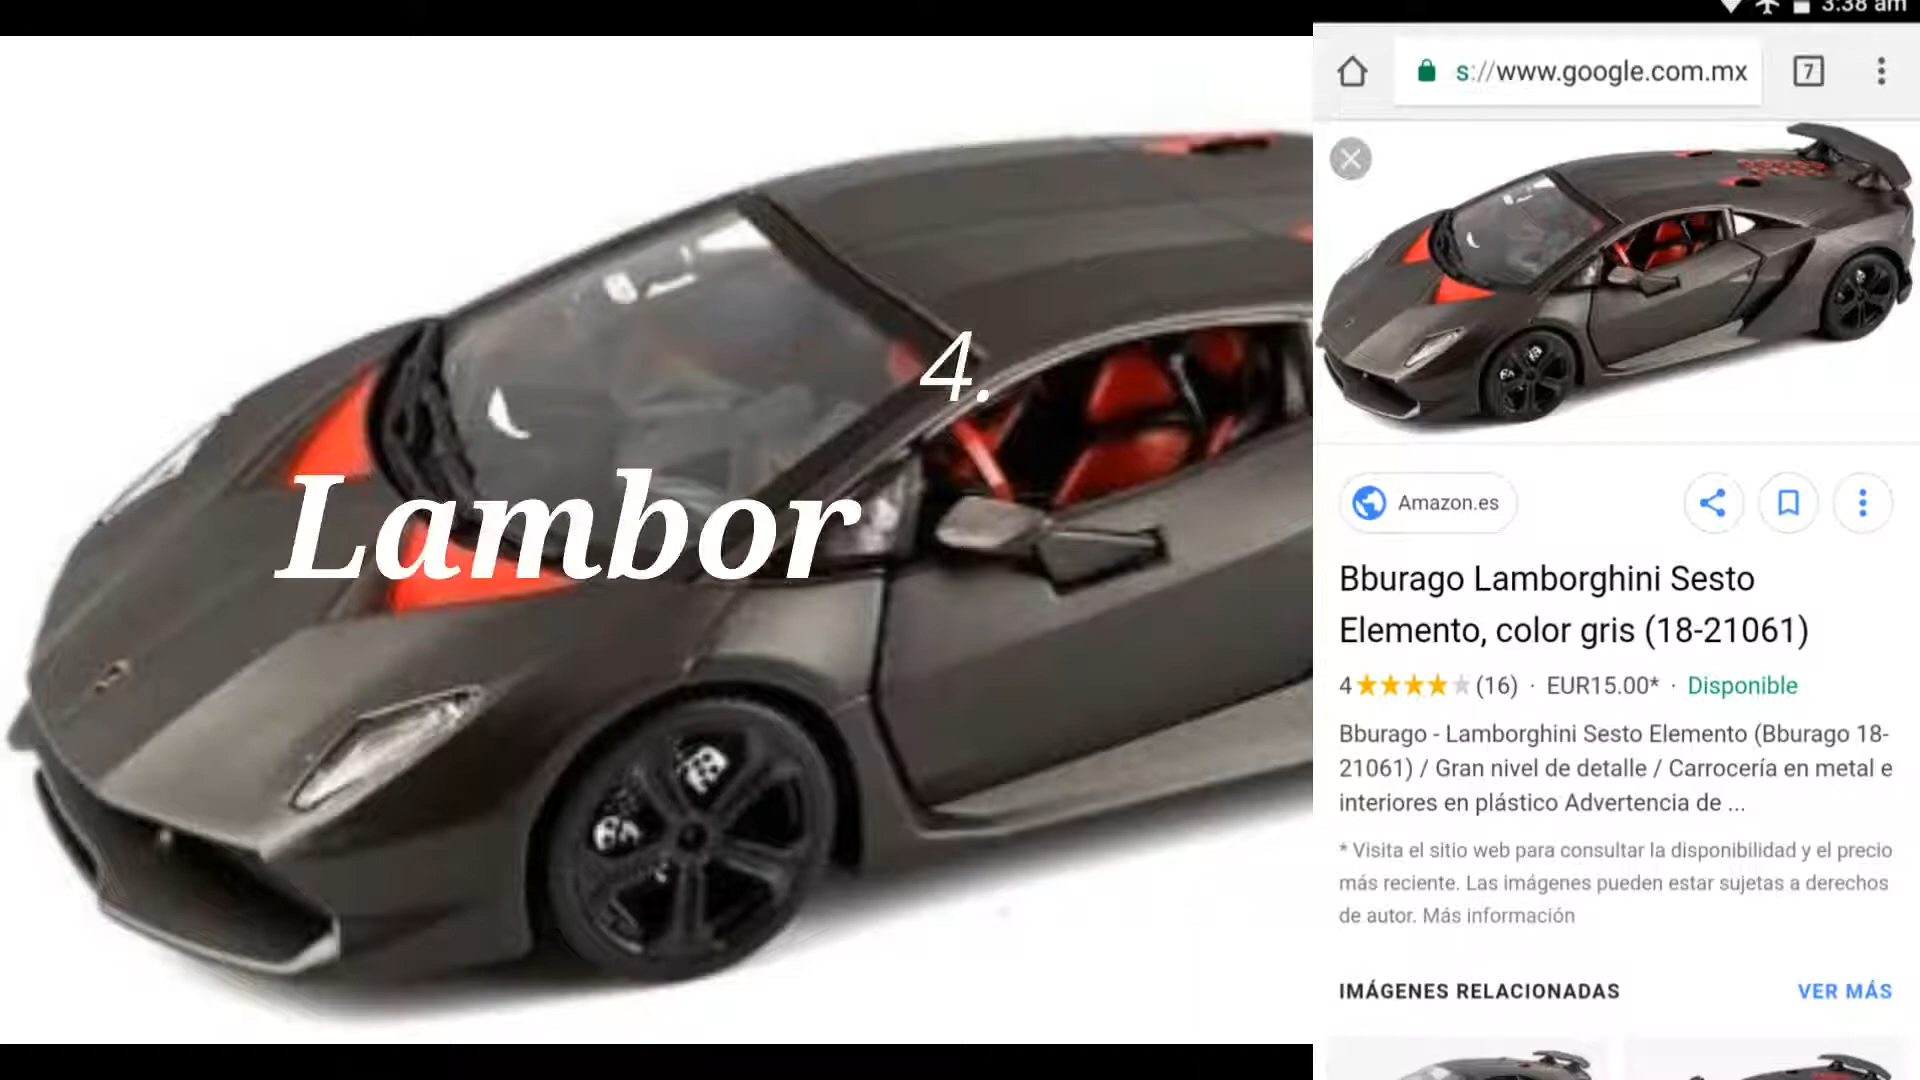 4.
Lambor
3:38 am
s://www.google.com.mx
7
Amazon.es
Bburago Lamborghini Sesto
Elemento, color gris (18-21061)
4 ★★★★★ (16) · EUR15.00* · Disponible
Bburago - Lamborghini Sesto Elemento (Bburago 18-
21061) / Gran nivel de detalle / Carrocería en metal e
interiores en plástico Advertencia de ...
* Visita el sitio web para consultar la disponibilidad y el precio
más reciente. Las imágenes pueden estar sujetas a derechos
de autor. Más información
IMÁGENES RELACIONADAS
VER MÁS